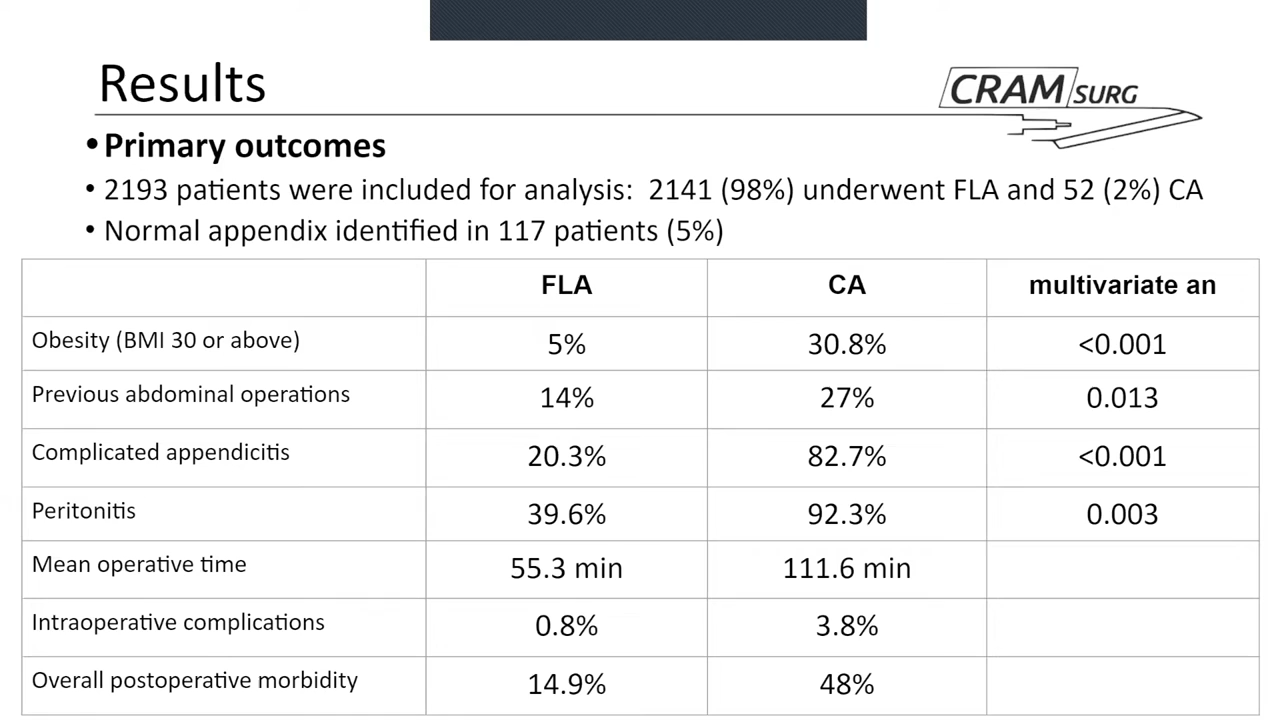 Results
CRAM SURG
•Primary outcomes
• 2193 patients were included for analysis: 2141 (98%) underwent FLA and 52 (2%) CA
• Normal appendix identified in 117 patients (5%)
FLA CA multivariate an
Obesity (BMI 30 or above) 5% 30.8% <0.001
Previous abdominal operations 14% 27% 0.013
Complicated appendicitis 20.3% 82.7% <0.001
Peritonitis 39.6% 92.3% 0.003
Mean operative time 55.3 min 111.6 min
Intraoperative complications 0.8% 3.8%
Overall postoperative morbidity 14.9% 48%